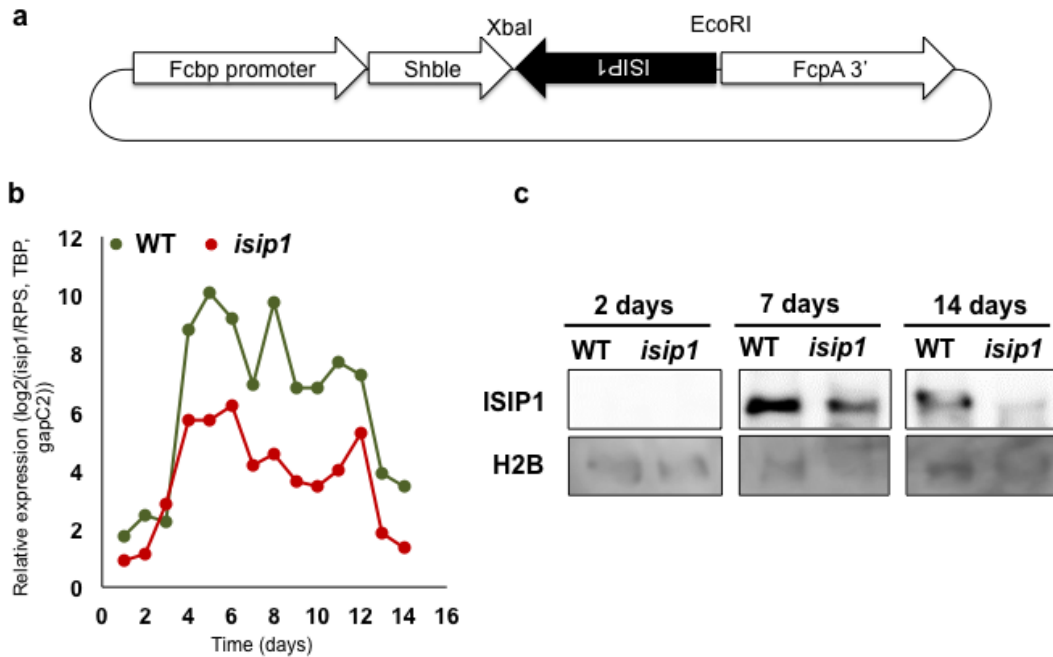 a
XbaI
EcoRI
Fcbp promoter
Shble
ISIP1
FcpA 3’
b
WT
isip1
Relative expression (log2(isip1/RPS, TBP,
gapC2))
12
10
8
6
4
2
0
0 2 4 6 8 10 12 14 16
Time (days)
c
2 days
7 days
14 days
WT isip1
WT isip1
WT isip1
ISIP1
H2B